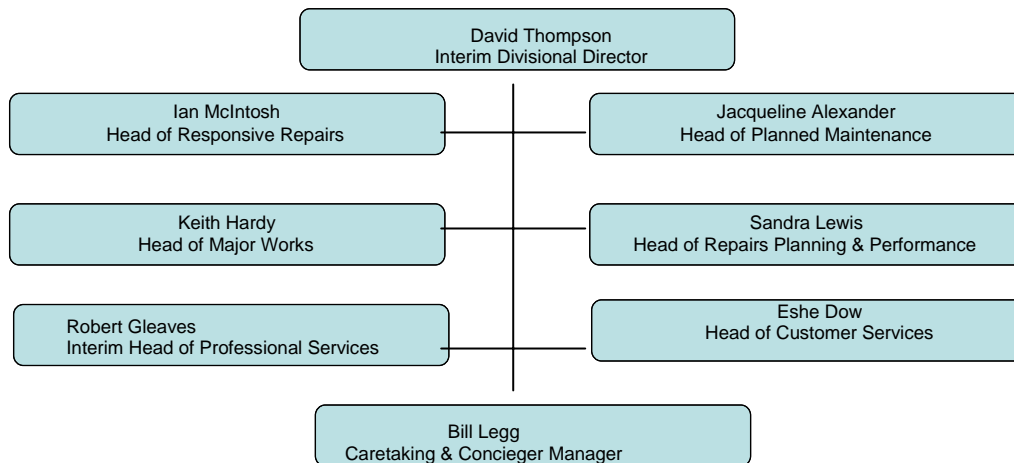 David Thompson
Interim Divisional Director
Ian McIntosh
Head of Responsive Repairs
Jacqueline Alexander
Head of Planned Maintenance
Keith Hardy
Head of Major Works
Sandra Lewis
Head of Repairs Planning & Performance
Robert Gleaves
Interim Head of Professional Services
Eshe Dow
Head of Customer Services
Bill Legg
Caretaking & Concieger Manager